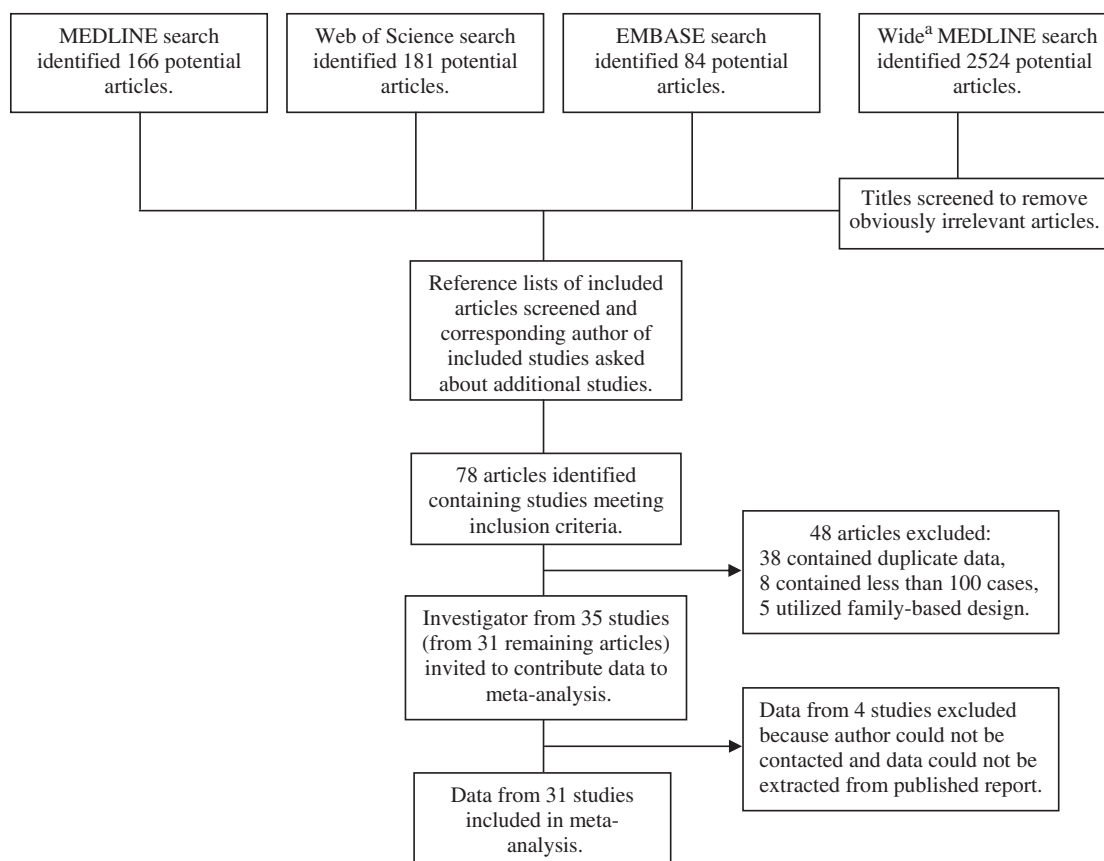 MEDLINE search
identified 166 potential
articles.
Web of Science search
identified 181 potential
articles.
EMBASE search
identified 84 potential
articles.
Wideᵃ MEDLINE search
identified 2524 potential
articles.
Titles screened to remove
obviously irrelevant articles.
Reference lists of included
articles screened and
corresponding author of
included studies asked
about additional studies.
78 articles identified
containing studies meeting
inclusion criteria.
48 articles excluded:
38 contained duplicate data,
8 contained less than 100 cases,
5 utilized family-based design.
Investigator from 35 studies
(from 31 remaining articles)
invited to contribute data to
meta-analysis.
Data from 4 studies excluded
because author could not be
contacted and data could not be
extracted from published report.
Data from 31 studies
included in meta-
analysis.